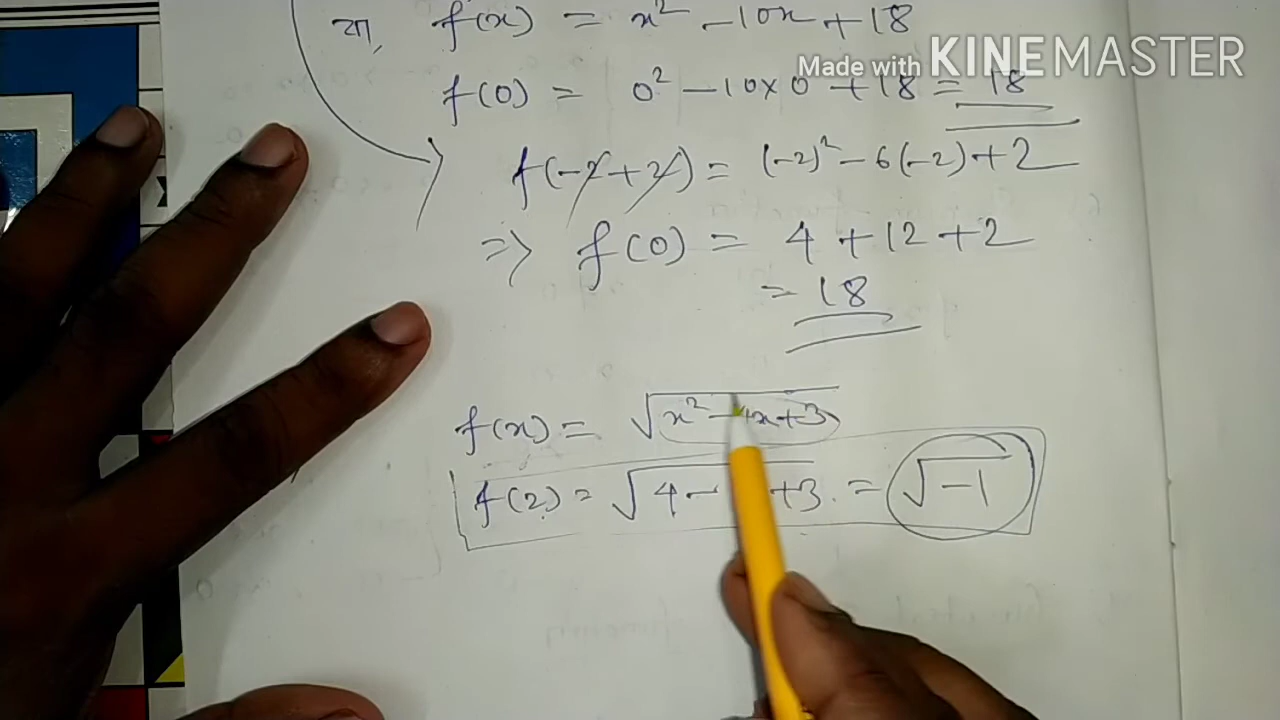 या, f(x) = x² - 10x + 18
Made with KINEMASTER
f(0) = 0² - 10×0 + 18 = 18
f(-2+2) = (-2)² - 6(-2) + 2
=> f(0) = 4 + 12 + 2
= 18
f(x) = √x² - 4x + 3
f(2) = √4 - + 3 = √-1